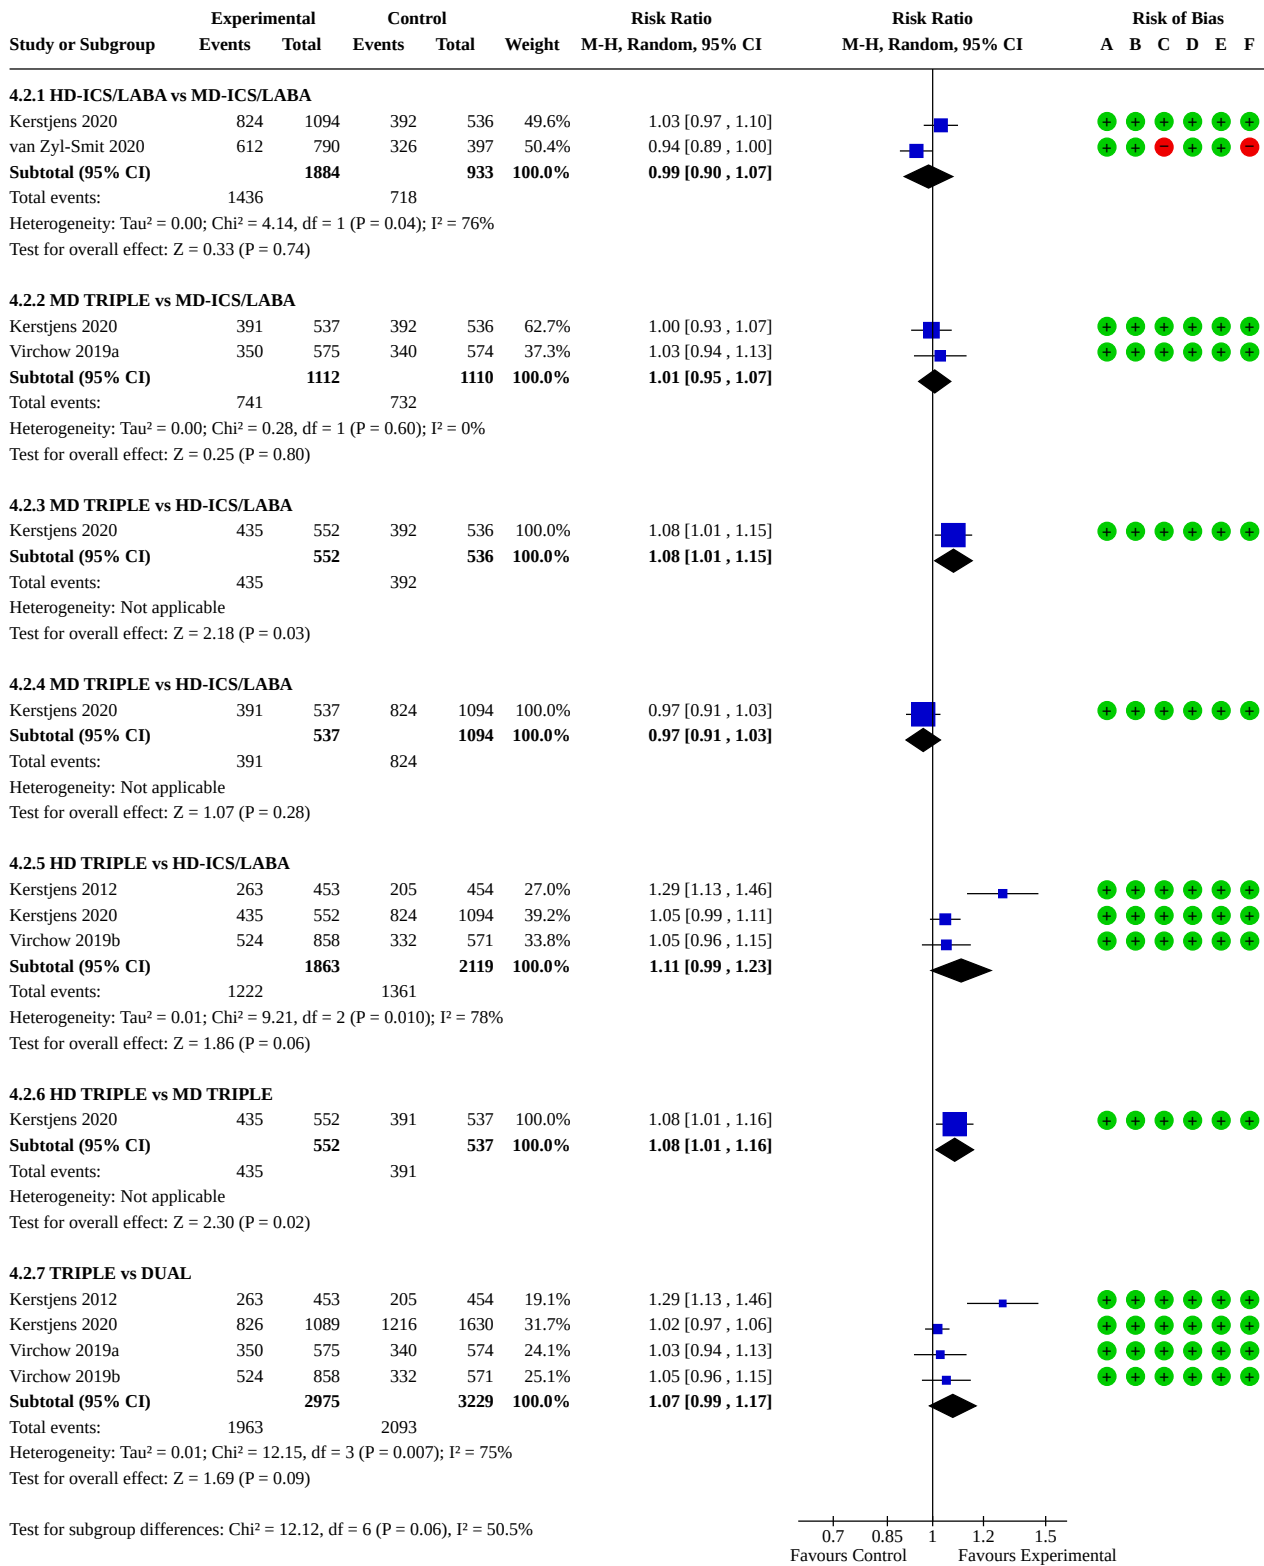 Experimental Control Risk Ratio Risk Ratio Risk of Bias
Study or Subgroup Events Total Events Total Weight M-H, Random, 95% CI M-H, Random, 95% CI A B C D E F
4.2.1 HD-ICS/LABA vs MD-ICS/LABA
Kerstjens 2020 824 1094 392 536 49.6% 1.03 [0.97 , 1.10] + + + + + +
van Zyl-Smit 2020 612 790 326 397 50.4% 0.94 [0.89 , 1.00] + + − + + −
Subtotal (95% CI) 1884 933 100.0% 0.99 [0.90 , 1.07]
Total events: 1436 718
Heterogeneity: Tau² = 0.00; Chi² = 4.14, df = 1 (P = 0.04); I² = 76%
Test for overall effect: Z = 0.33 (P = 0.74)
4.2.2 MD TRIPLE vs MD-ICS/LABA
Kerstjens 2020 391 537 392 536 62.7% 1.00 [0.93 , 1.07] + + + + + +
Virchow 2019a 350 575 340 574 37.3% 1.03 [0.94 , 1.13] + + + + + +
Subtotal (95% CI) 1112 1110 100.0% 1.01 [0.95 , 1.07]
Total events: 741 732
Heterogeneity: Tau² = 0.00; Chi² = 0.28, df = 1 (P = 0.60); I² = 0%
Test for overall effect: Z = 0.25 (P = 0.80)
4.2.3 MD TRIPLE vs HD-ICS/LABA
Kerstjens 2020 435 552 392 536 100.0% 1.08 [1.01 , 1.15] + + + + + +
Subtotal (95% CI) 552 536 100.0% 1.08 [1.01 , 1.15]
Total events: 435 392
Heterogeneity: Not applicable
Test for overall effect: Z = 2.18 (P = 0.03)
4.2.4 MD TRIPLE vs HD-ICS/LABA
Kerstjens 2020 391 537 824 1094 100.0% 0.97 [0.91 , 1.03] + + + + + +
Subtotal (95% CI) 537 1094 100.0% 0.97 [0.91 , 1.03]
Total events: 391 824
Heterogeneity: Not applicable
Test for overall effect: Z = 1.07 (P = 0.28)
4.2.5 HD TRIPLE vs HD-ICS/LABA
Kerstjens 2012 263 453 205 454 27.0% 1.29 [1.13 , 1.46] + + + + + +
Kerstjens 2020 435 552 824 1094 39.2% 1.05 [0.99 , 1.11] + + + + + +
Virchow 2019b 524 858 332 571 33.8% 1.05 [0.96 , 1.15] + + + + + +
Subtotal (95% CI) 1863 2119 100.0% 1.11 [0.99 , 1.23]
Total events: 1222 1361
Heterogeneity: Tau² = 0.01; Chi² = 9.21, df = 2 (P = 0.010); I² = 78%
Test for overall effect: Z = 1.86 (P = 0.06)
4.2.6 HD TRIPLE vs MD TRIPLE
Kerstjens 2020 435 552 391 537 100.0% 1.08 [1.01 , 1.16] + + + + + +
Subtotal (95% CI) 552 537 100.0% 1.08 [1.01 , 1.16]
Total events: 435 391
Heterogeneity: Not applicable
Test for overall effect: Z = 2.30 (P = 0.02)
4.2.7 TRIPLE vs DUAL
Kerstjens 2012 263 453 205 454 19.1% 1.29 [1.13 , 1.46] + + + + + +
Kerstjens 2020 826 1089 1216 1630 31.7% 1.02 [0.97 , 1.06] + + + + + +
Virchow 2019a 350 575 340 574 24.1% 1.03 [0.94 , 1.13] + + + + + +
Virchow 2019b 524 858 332 571 25.1% 1.05 [0.96 , 1.15] + + + + + +
Subtotal (95% CI) 2975 3229 100.0% 1.07 [0.99 , 1.17]
Total events: 1963 2093
Heterogeneity: Tau² = 0.01; Chi² = 12.15, df = 3 (P = 0.007); I² = 75%
Test for overall effect: Z = 1.69 (P = 0.09)
Test for subgroup differences: Chi² = 12.12, df = 6 (P = 0.06), I² = 50.5%
0.7 0.85 1 1.2 1.5
Favours Control Favours Experimental